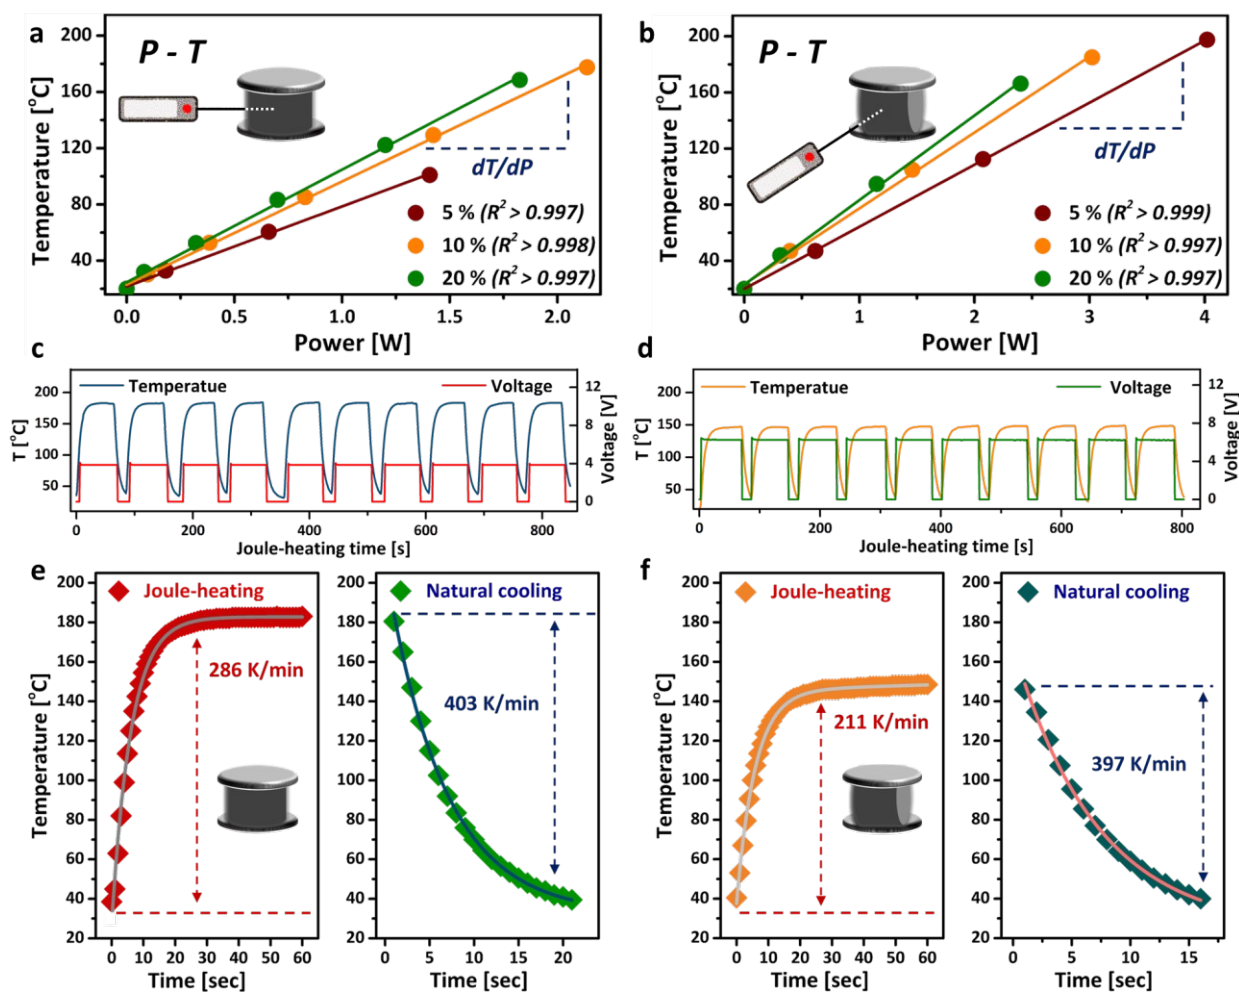 a
P - T
200
160
120
80
40
Temperature [°C]
dT/dP
5 % (R² > 0.997)
10 % (R² > 0.998)
20 % (R² > 0.997)
0.0 0.5 1.0 1.5 2.0
Power [W]
b
P - T
200
160
120
80
40
Temperature [°C]
dT/dP
5 % (R² > 0.999)
10 % (R² > 0.997)
20 % (R² > 0.997)
0 1 2 3 4
Power [W]
c
Temperatue
Voltage
200
150
100
50
T [°C]
12
8
4
0
Voltage [V]
0 200 400 600 800
Joule-heating time [s]
d
Temperatue
Voltage
200
150
100
50
T [°C]
12
8
4
0
Voltage [V]
0 200 400 600 800
Joule-heating time [s]
e
Joule-heating
200
180
160
140
120
100
80
60
40
20
Temperature [°C]
286 K/min
0 10 20 30 40 50 60
Time [sec]
Natural cooling
200
180
160
140
120
100
80
60
40
20
403 K/min
0 5 10 15 20
Time [sec]
f
Joule-heating
200
180
160
140
120
100
80
60
40
20
Temperature [°C]
211 K/min
0 10 20 30 40 50 60
Time [sec]
Natural cooling
200
180
160
140
120
100
80
60
40
20
397 K/min
0 5 10 15
Time [sec]